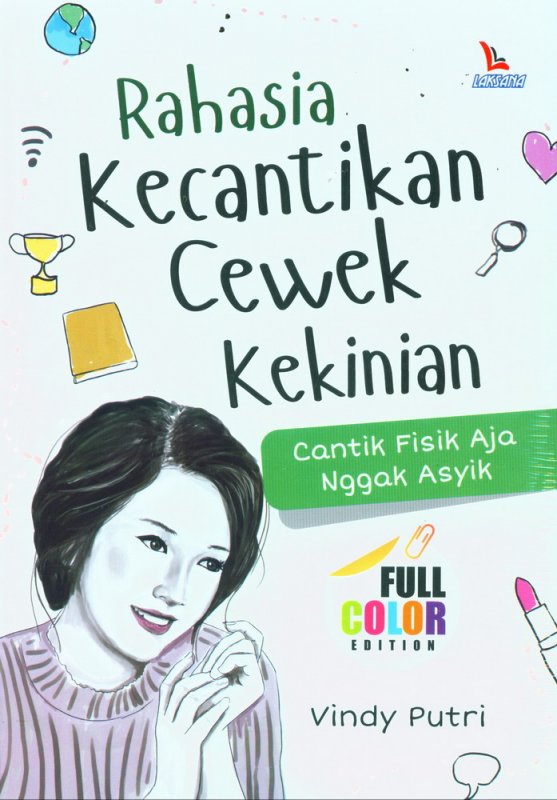 LAKSANA
Rahasia
Kecantikan
Cewek
Kekinian
Cantik Fisik Aja
Nggak Asyik
FULL
COLOR
EDITION
Vindy Putri